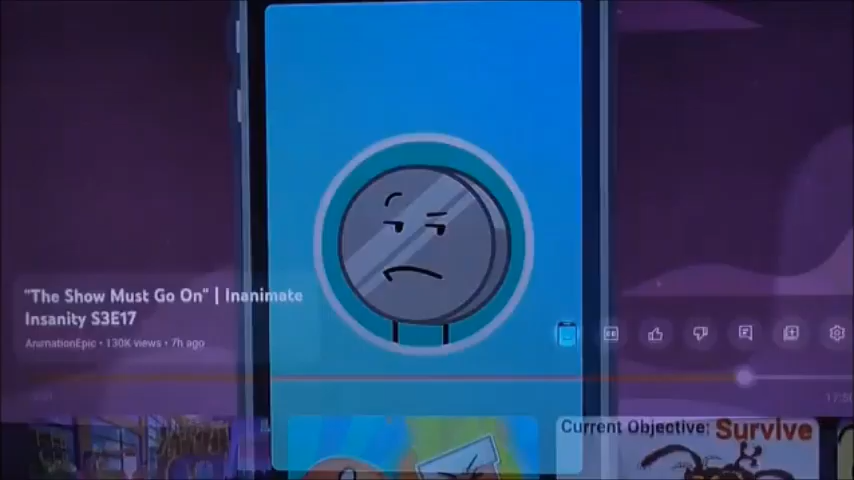 "The Show Must Go On" | Inanimate
Insanity S3E17
AnimationEpic • 130K views • 7h ago
Current Objective: Survive